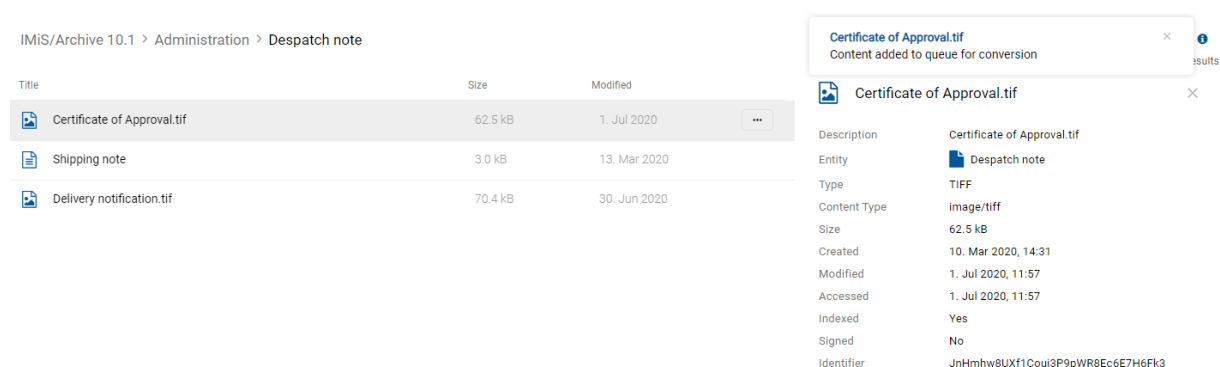 IMiS/Archive 10.1 > Administration > Despatch note
Title Size Modified
Certificate of Approval.tif 62.5 kB 1. Jul 2020 •••
Shipping note 3.0 kB 13. Mar 2020
Delivery notification.tif 70.4 kB 30. Jun 2020
Certificate of Approval.tif
Content added to queue for conversion
esults
Certificate of Approval.tif
Description Certificate of Approval.tif
Entity Despatch note
Type TIFF
Content Type image/tiff
Size 62.5 kB
Created 10. Mar 2020, 14:31
Modified 1. Jul 2020, 11:57
Accessed 1. Jul 2020, 11:57
Indexed Yes
Signed No
Identifier JnHmhw8UXf1Coui3P9pWR8Ec6E7H6Fk3